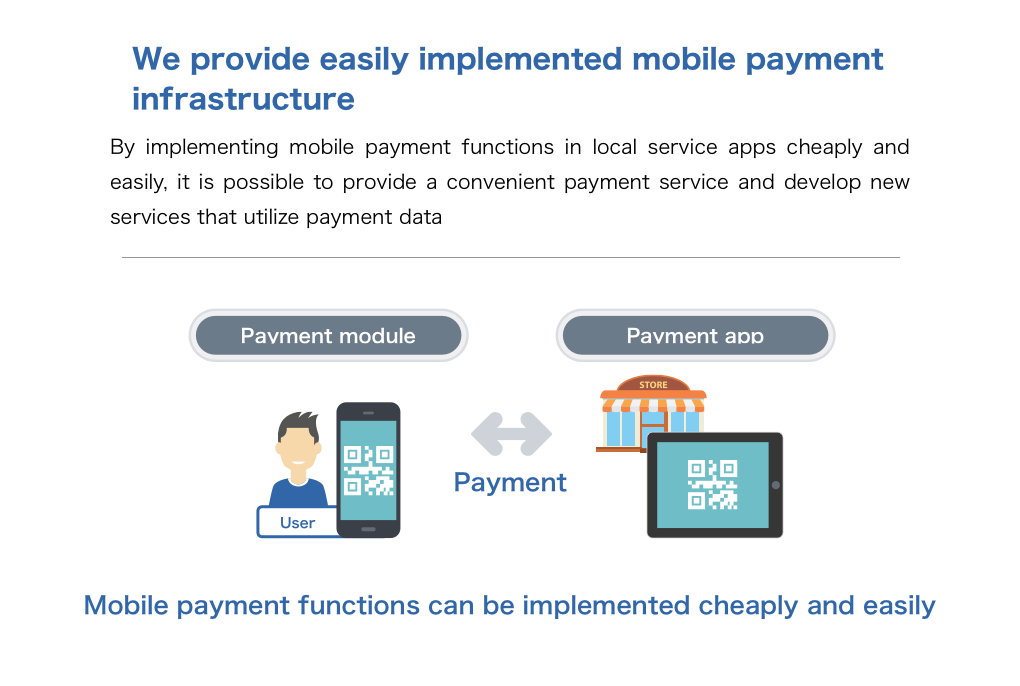 We provide easily implemented mobile payment
infrastructure
By implementing mobile payment functions in local service apps cheaply and
easily, it is possible to provide a convenient payment service and develop new
services that utilize payment data
Payment module
Payment app
STORE
Payment
User
Mobile payment functions can be implemented cheaply and easily